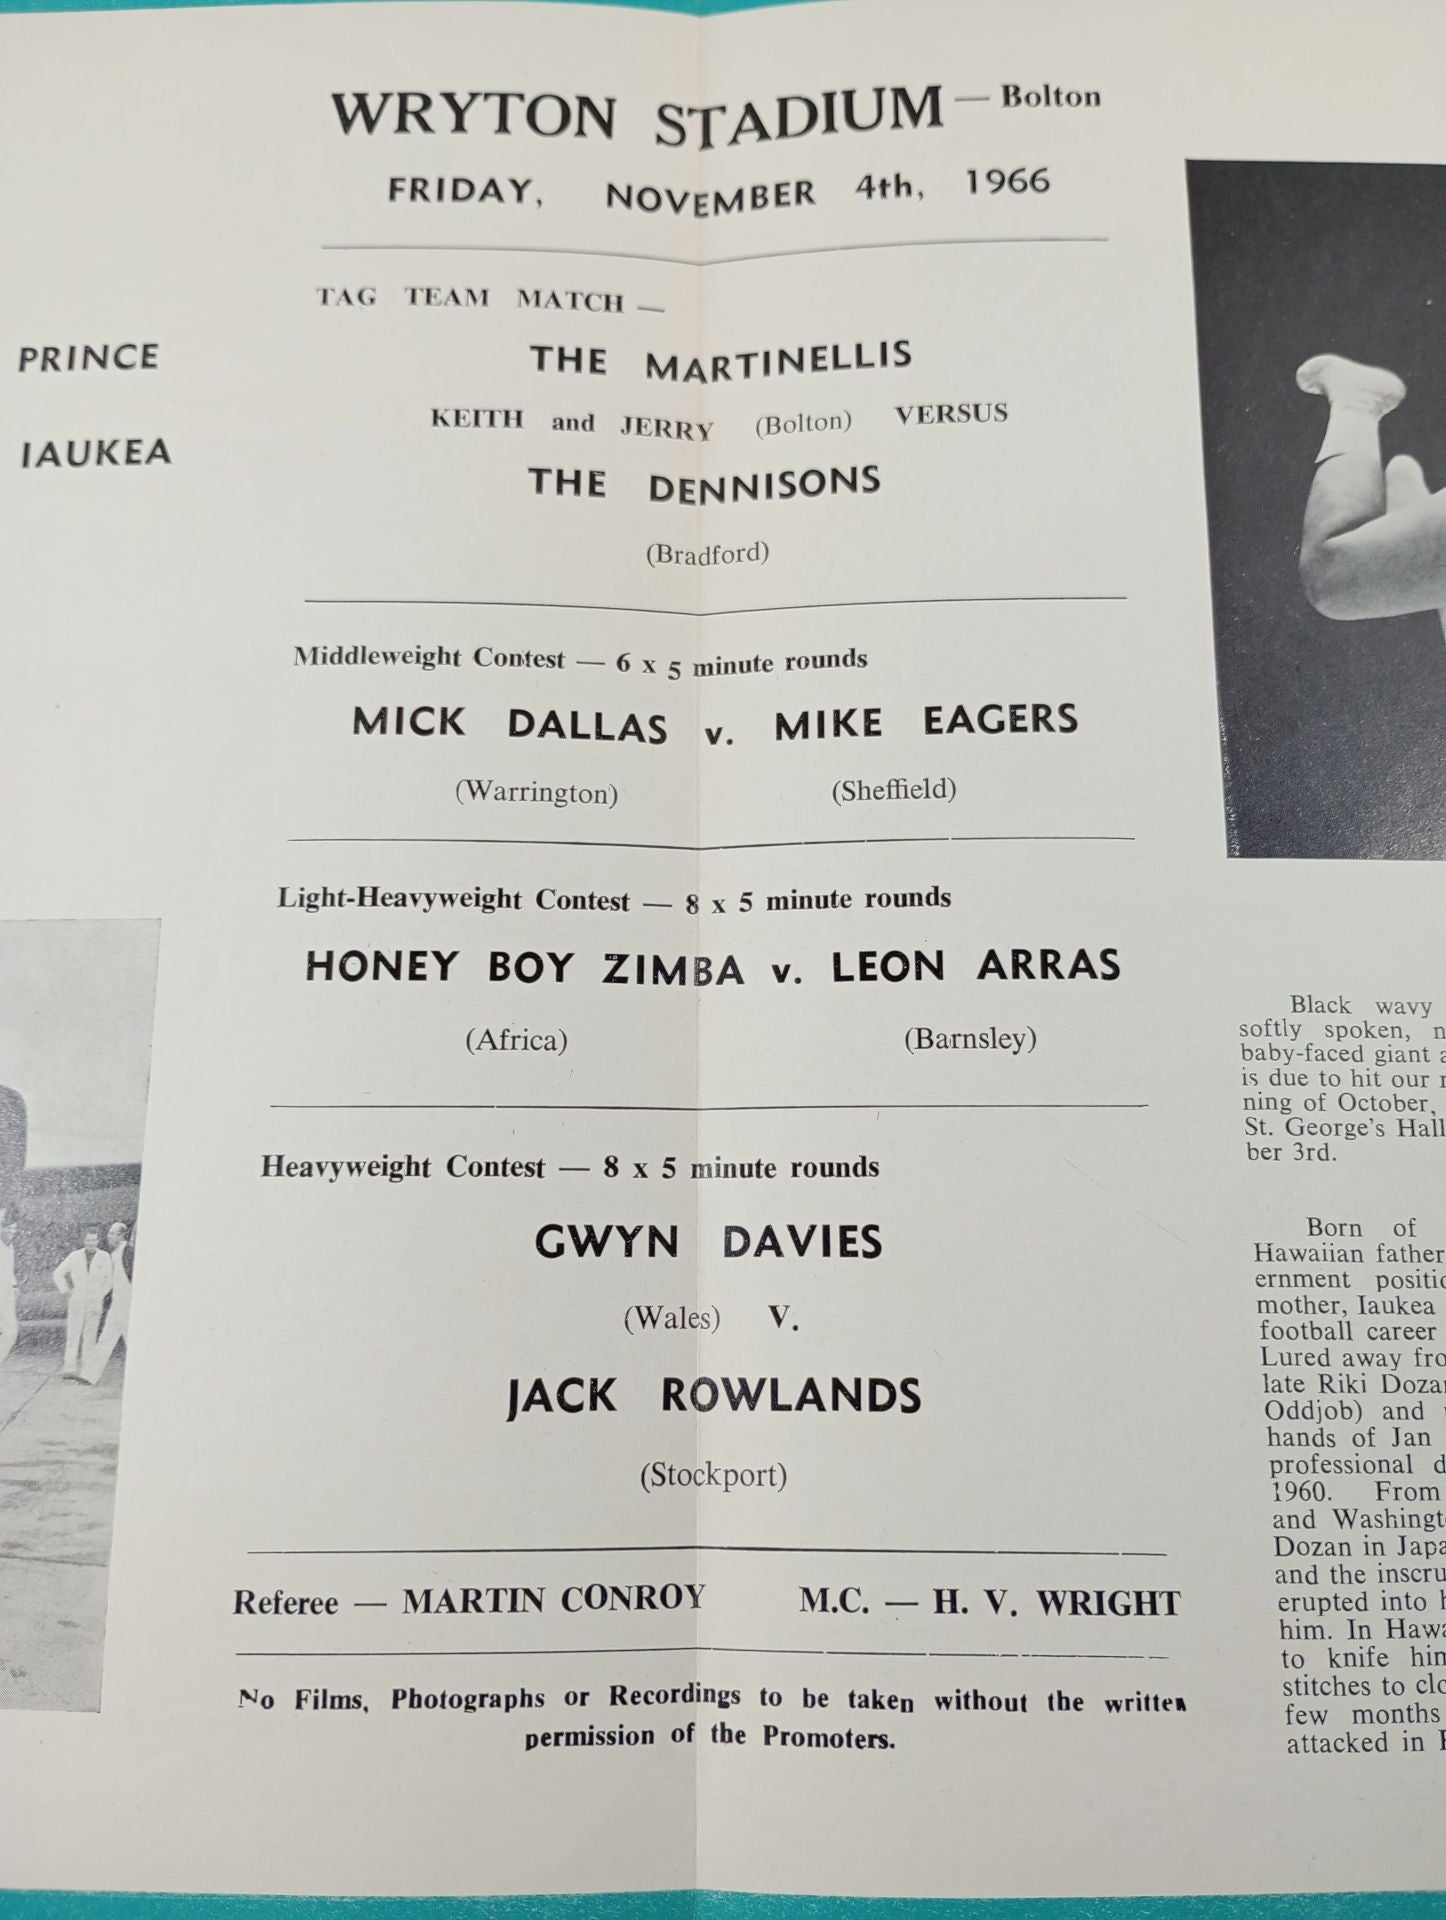 WRYTON STADIUM — Bolton
FRIDAY, NOVEMBER 4th, 1966
TAG TEAM MATCH —
THE MARTINELLIS
KEITH and JERRY (Bolton) VERSUS
THE DENNISONS
(Bradford)
Middleweight Contest — 6 x 5 minute rounds
MICK DALLAS v. MIKE EAGERS
(Warrington) (Sheffield)
Light-Heavyweight Contest — 8 x 5 minute rounds
HONEY BOY ZIMBA v. LEON ARRAS
(Africa) (Barnsley)
Heavyweight Contest — 8 x 5 minute rounds
GWYN DAVIES
(Wales) V.
JACK ROWLANDS
(Stockport)
Referee — MARTIN CONROY M.C. — H. V. WRIGHT
No Films, Photographs or Recordings to be taken without the written
permission of the Promoters.
PRINCE
IAUKEA
Black wavy
softly spoken,
baby-faced giant
is due to hit our
ning of October,
St. George's Hall
ber 3rd.
Born of
Hawaiian father
ernment
mother, Iaukea
football career
Lured away
late Riki
Oddjob) and
hands of Jan
professional
1960. From
and
Dozan in
and the
erupted into
him. In
to knife
stitches to
few months
attacked in